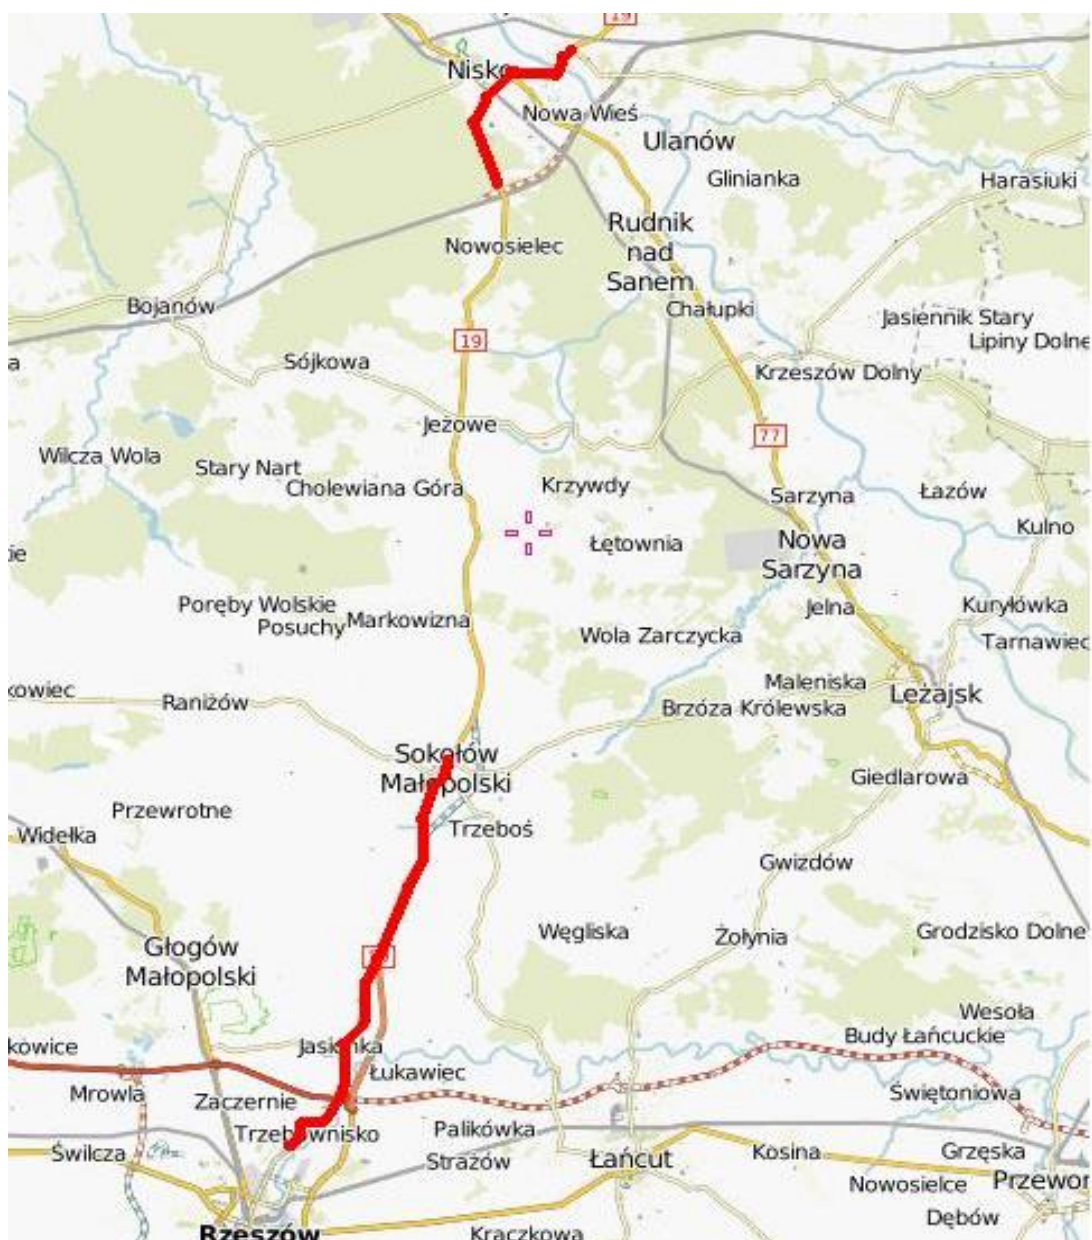 19
Nisko
Nowa Wieś
Ulanów
Glinianka
Harasiuki
Rudnik
nad
Sanem
Nowosielec
Chałupki
Bojanów
Jasiennik Stary
Lipiny Dolne
19
a
Sójkowa
Krzeszów Dolny
Jeżowe
77
Wilcza Wola
Stary Nart
Cholewiana Góra
Krzywdy
Sarzyna
Łazów
Kulno
ie
Łętownia
Nowa
Sarzyna
Poręby Wolskie
Posuchy
Markowizna
Jelna
Kuryłówka
Wola Zarczycka
Tarnawiec
kowiec
Raniżów
Maleniska
Brzóza Królewska
Leżajsk
Sokołów
Małopolski
Giedlarowa
Przewrotne
Widełka
Trzeboś
Gwizdów
Głogów
Małopolski
Węgliska
Żołynia
Grodzisko Dolne
Wesoła
kowice
Jasionka
Budy Łańcuckie
Łukawiec
Mrowla
Zaczernie
Świętoniowa
Trzebownisko
Palikówka
Świlcza
Strażów
Łańcut
Kosina
Grzęska
Nowosielce
Przewor
Dębów
Rzeszów
Kraczkowa